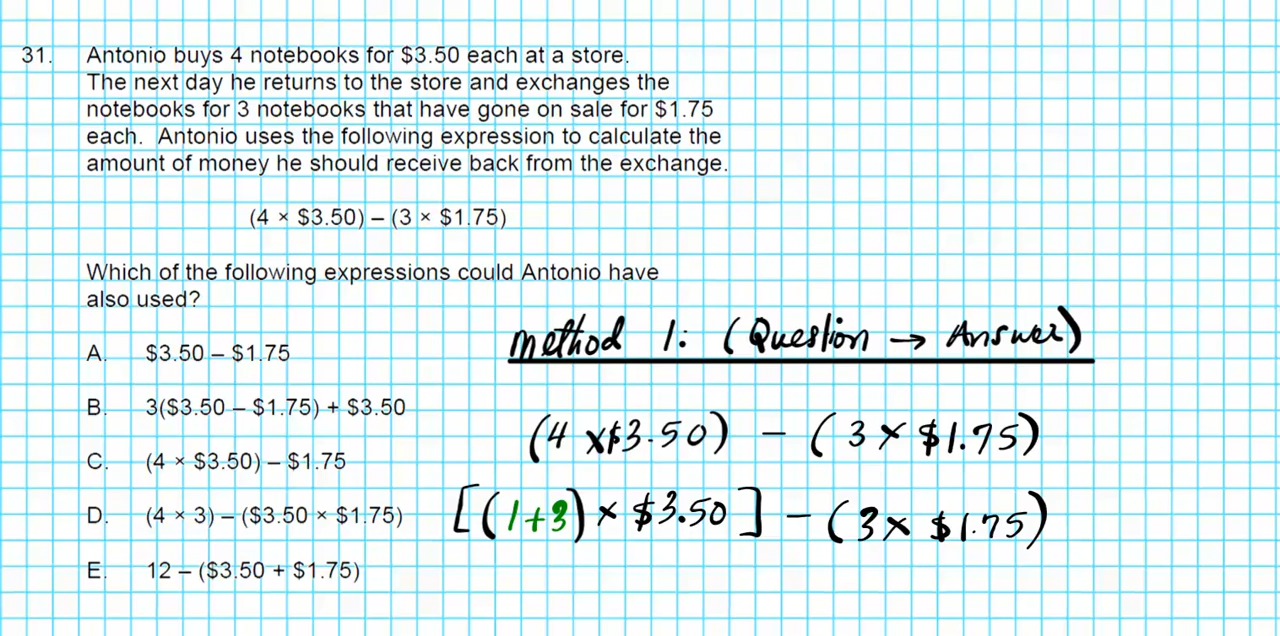 31. Antonio buys 4 notebooks for $3.50 each at a store.
The next day he returns to the store and exchanges the
notebooks for 3 notebooks that have gone on sale for $1.75
each. Antonio uses the following expression to calculate the
amount of money he should receive back from the exchange.
(4 × $3.50) – (3 × $1.75)
Which of the following expressions could Antonio have
also used?
A. $3.50 – $1.75
B. 3($3.50 – $1.75) + $3.50
C. (4 × $3.50) – $1.75
D. (4 × 3) – ($3.50 × $1.75)
E. 12 – ($3.50 + $1.75)
Method 1: (Question → Answer)
(4 × $3.50) – (3 × $1.75)
[(1+3) × $3.50] – (3 × $1.75)